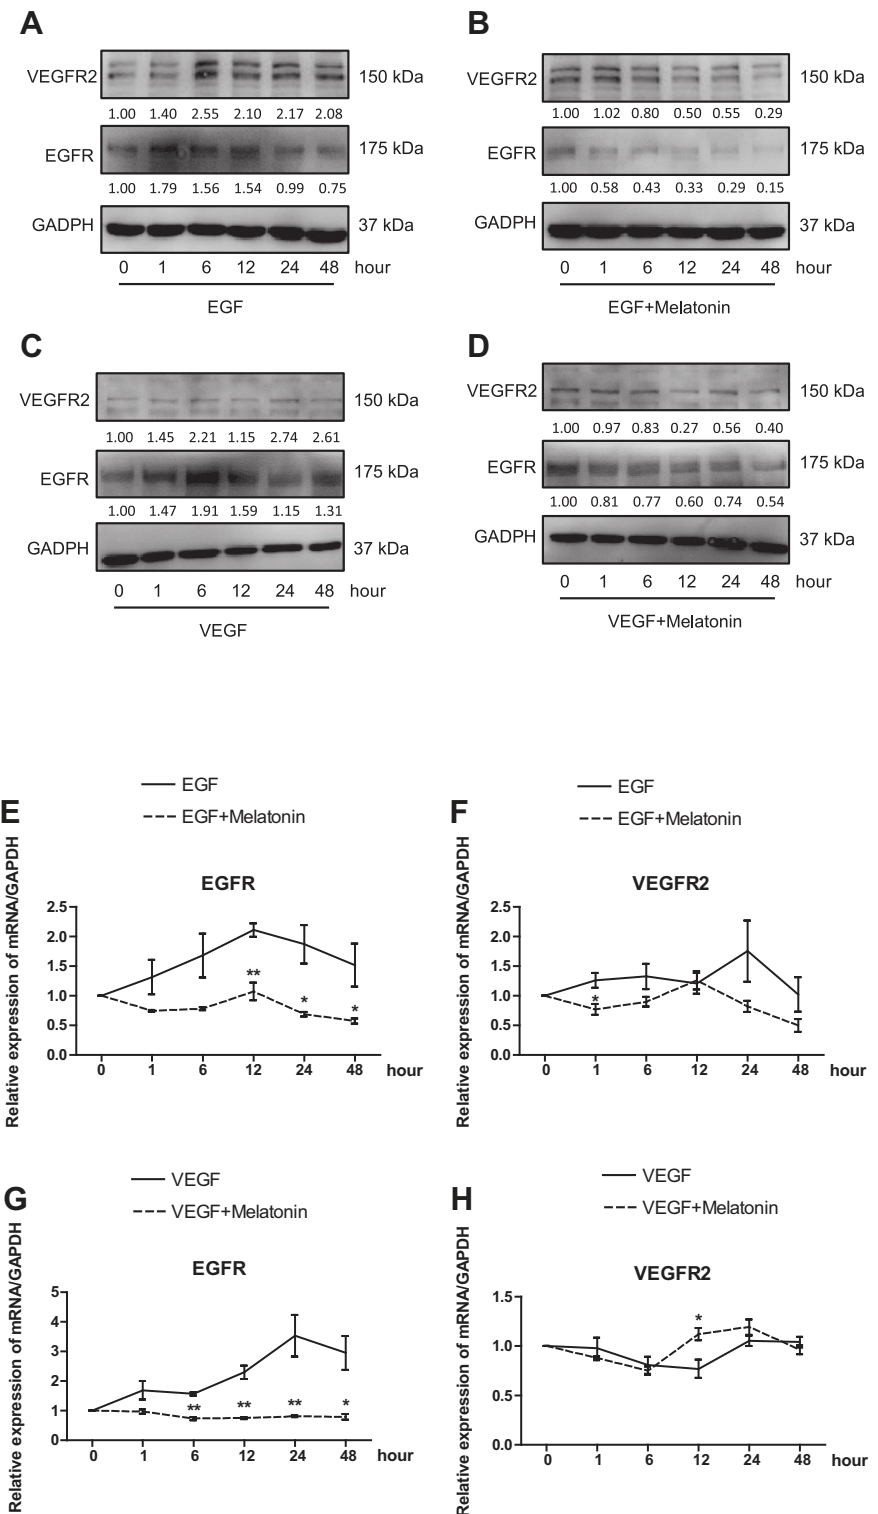 A
VEGFR2 150 kDa
1.00 1.40 2.55 2.10 2.17 2.08
EGFR 175 kDa
1.00 1.79 1.56 1.54 0.99 0.75
GADPH 37 kDa
0 1 6 12 24 48 hour
EGF
B
VEGFR2 150 kDa
1.00 1.02 0.80 0.50 0.55 0.29
EGFR 175 kDa
1.00 0.58 0.43 0.33 0.29 0.15
GADPH 37 kDa
0 1 6 12 24 48 hour
EGF+Melatonin
C
VEGFR2 150 kDa
1.00 1.45 2.21 1.15 2.74 2.61
EGFR 175 kDa
1.00 1.47 1.91 1.59 1.15 1.31
GADPH 37 kDa
0 1 6 12 24 48 hour
VEGF
D
VEGFR2 150 kDa
1.00 0.97 0.83 0.27 0.56 0.40
EGFR 175 kDa
1.00 0.81 0.77 0.60 0.74 0.54
GADPH 37 kDa
0 1 6 12 24 48 hour
VEGF+Melatonin
E
EGF
EGF+Melatonin
EGFR
Relative expression of mRNA/GAPDH
2.5
2.0
1.5
1.0
0.5
0.0
** * *
0 1 6 12 24 48 hour
F
EGF
EGF+Melatonin
VEGFR2
Relative expression of mRNA/GAPDH
2.5
2.0
1.5
1.0
0.5
0.0
*
0 1 6 12 24 48 hour
G
VEGF
VEGF+Melatonin
EGFR
Relative expression of mRNA/GAPDH
5
4
3
2
1
0
** ** ** *
0 1 6 12 24 48 hour
H
VEGF
VEGF+Melatonin
VEGFR2
Relative expression of mRNA/GAPDH
1.5
1.0
0.5
0.0
*
0 1 6 12 24 48 hour